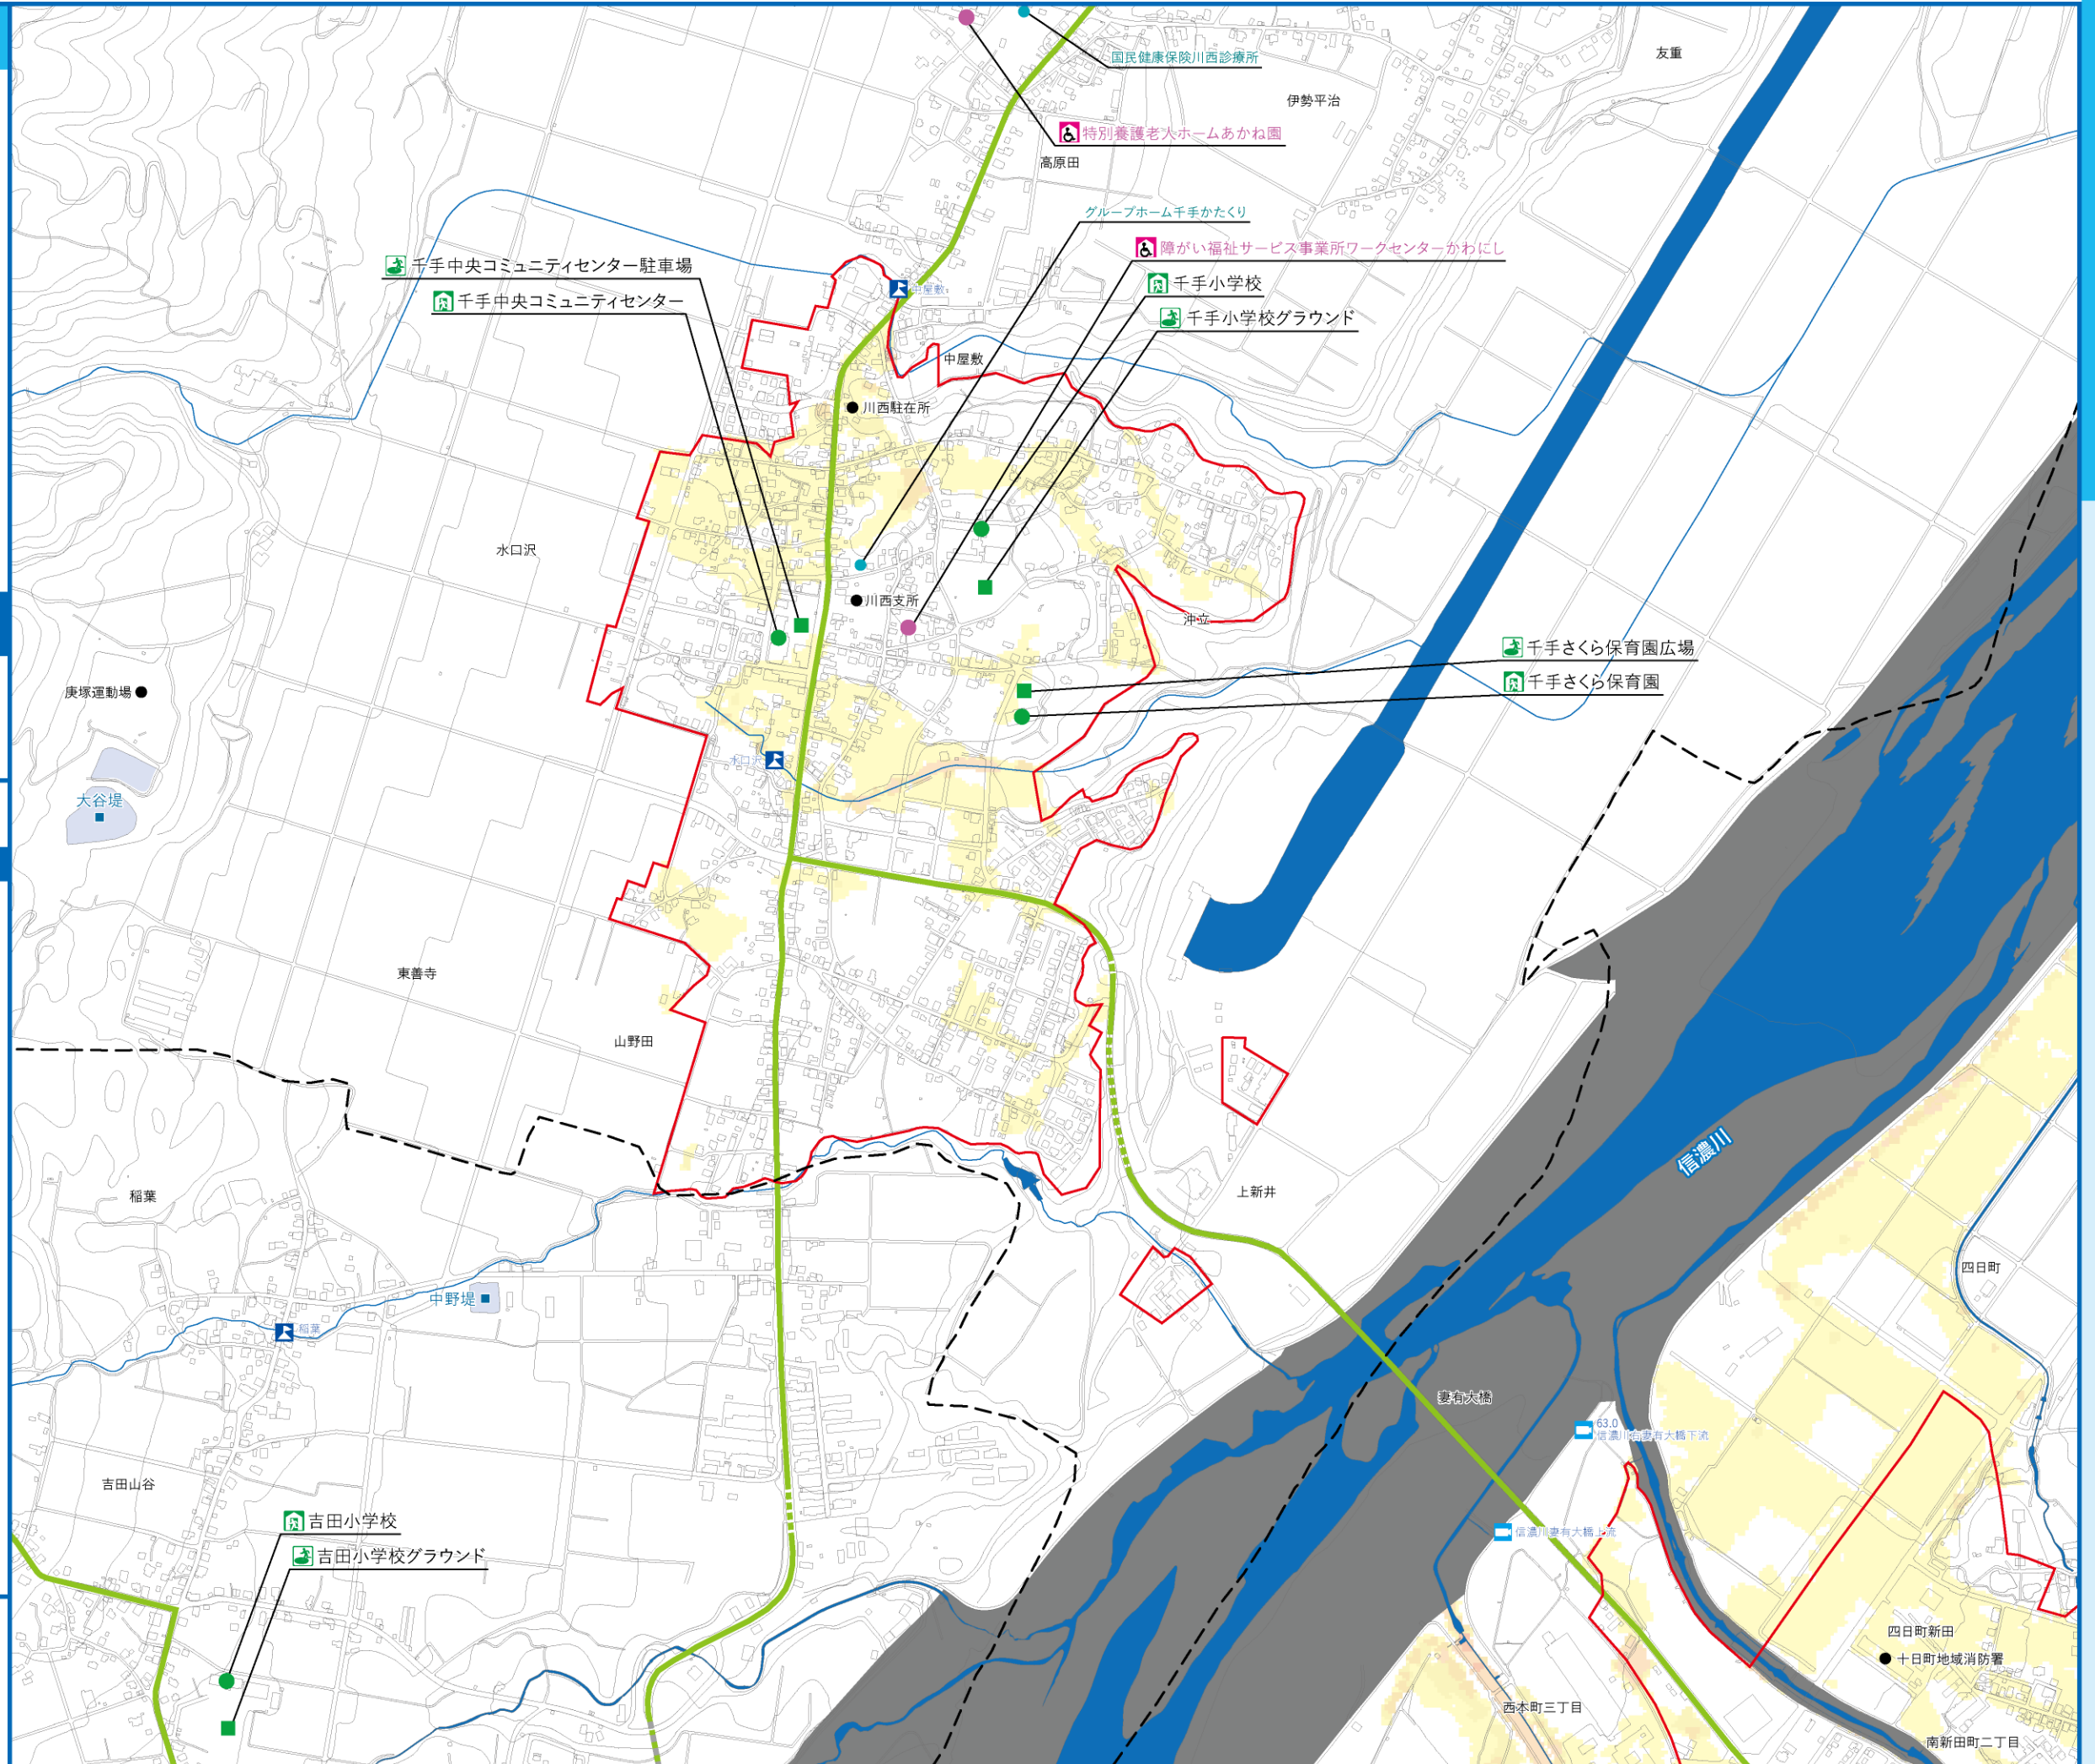 国民健康保険川西診療所
友重
伊勢平治
特別養護老人ホームあかね園
高原田
グループホーム千手かたくり
障がい福祉サービス事業所ワークセンターかわにし
千手中央コミュニティセンター駐車場
千手小学校
中屋敷
千手中央コミュニティセンター
千手小学校グラウンド
中屋敷
川西駐在所
水口沢
川西支所
沖立
千手さくら保育園広場
千手さくら保育園
庚塚運動場
水口沢
大谷堤
東善寺
山野田
信濃川
稲葉
上新井
四日町
中野堤
稲葉
妻有大橋
63.0
信濃川右妻有大橋下流
吉田山谷
吉田小学校
信濃川妻有大橋上流
吉田小学校グラウンド
四日町新田
十日町地域消防署
西本町三丁目
南新田町二丁目